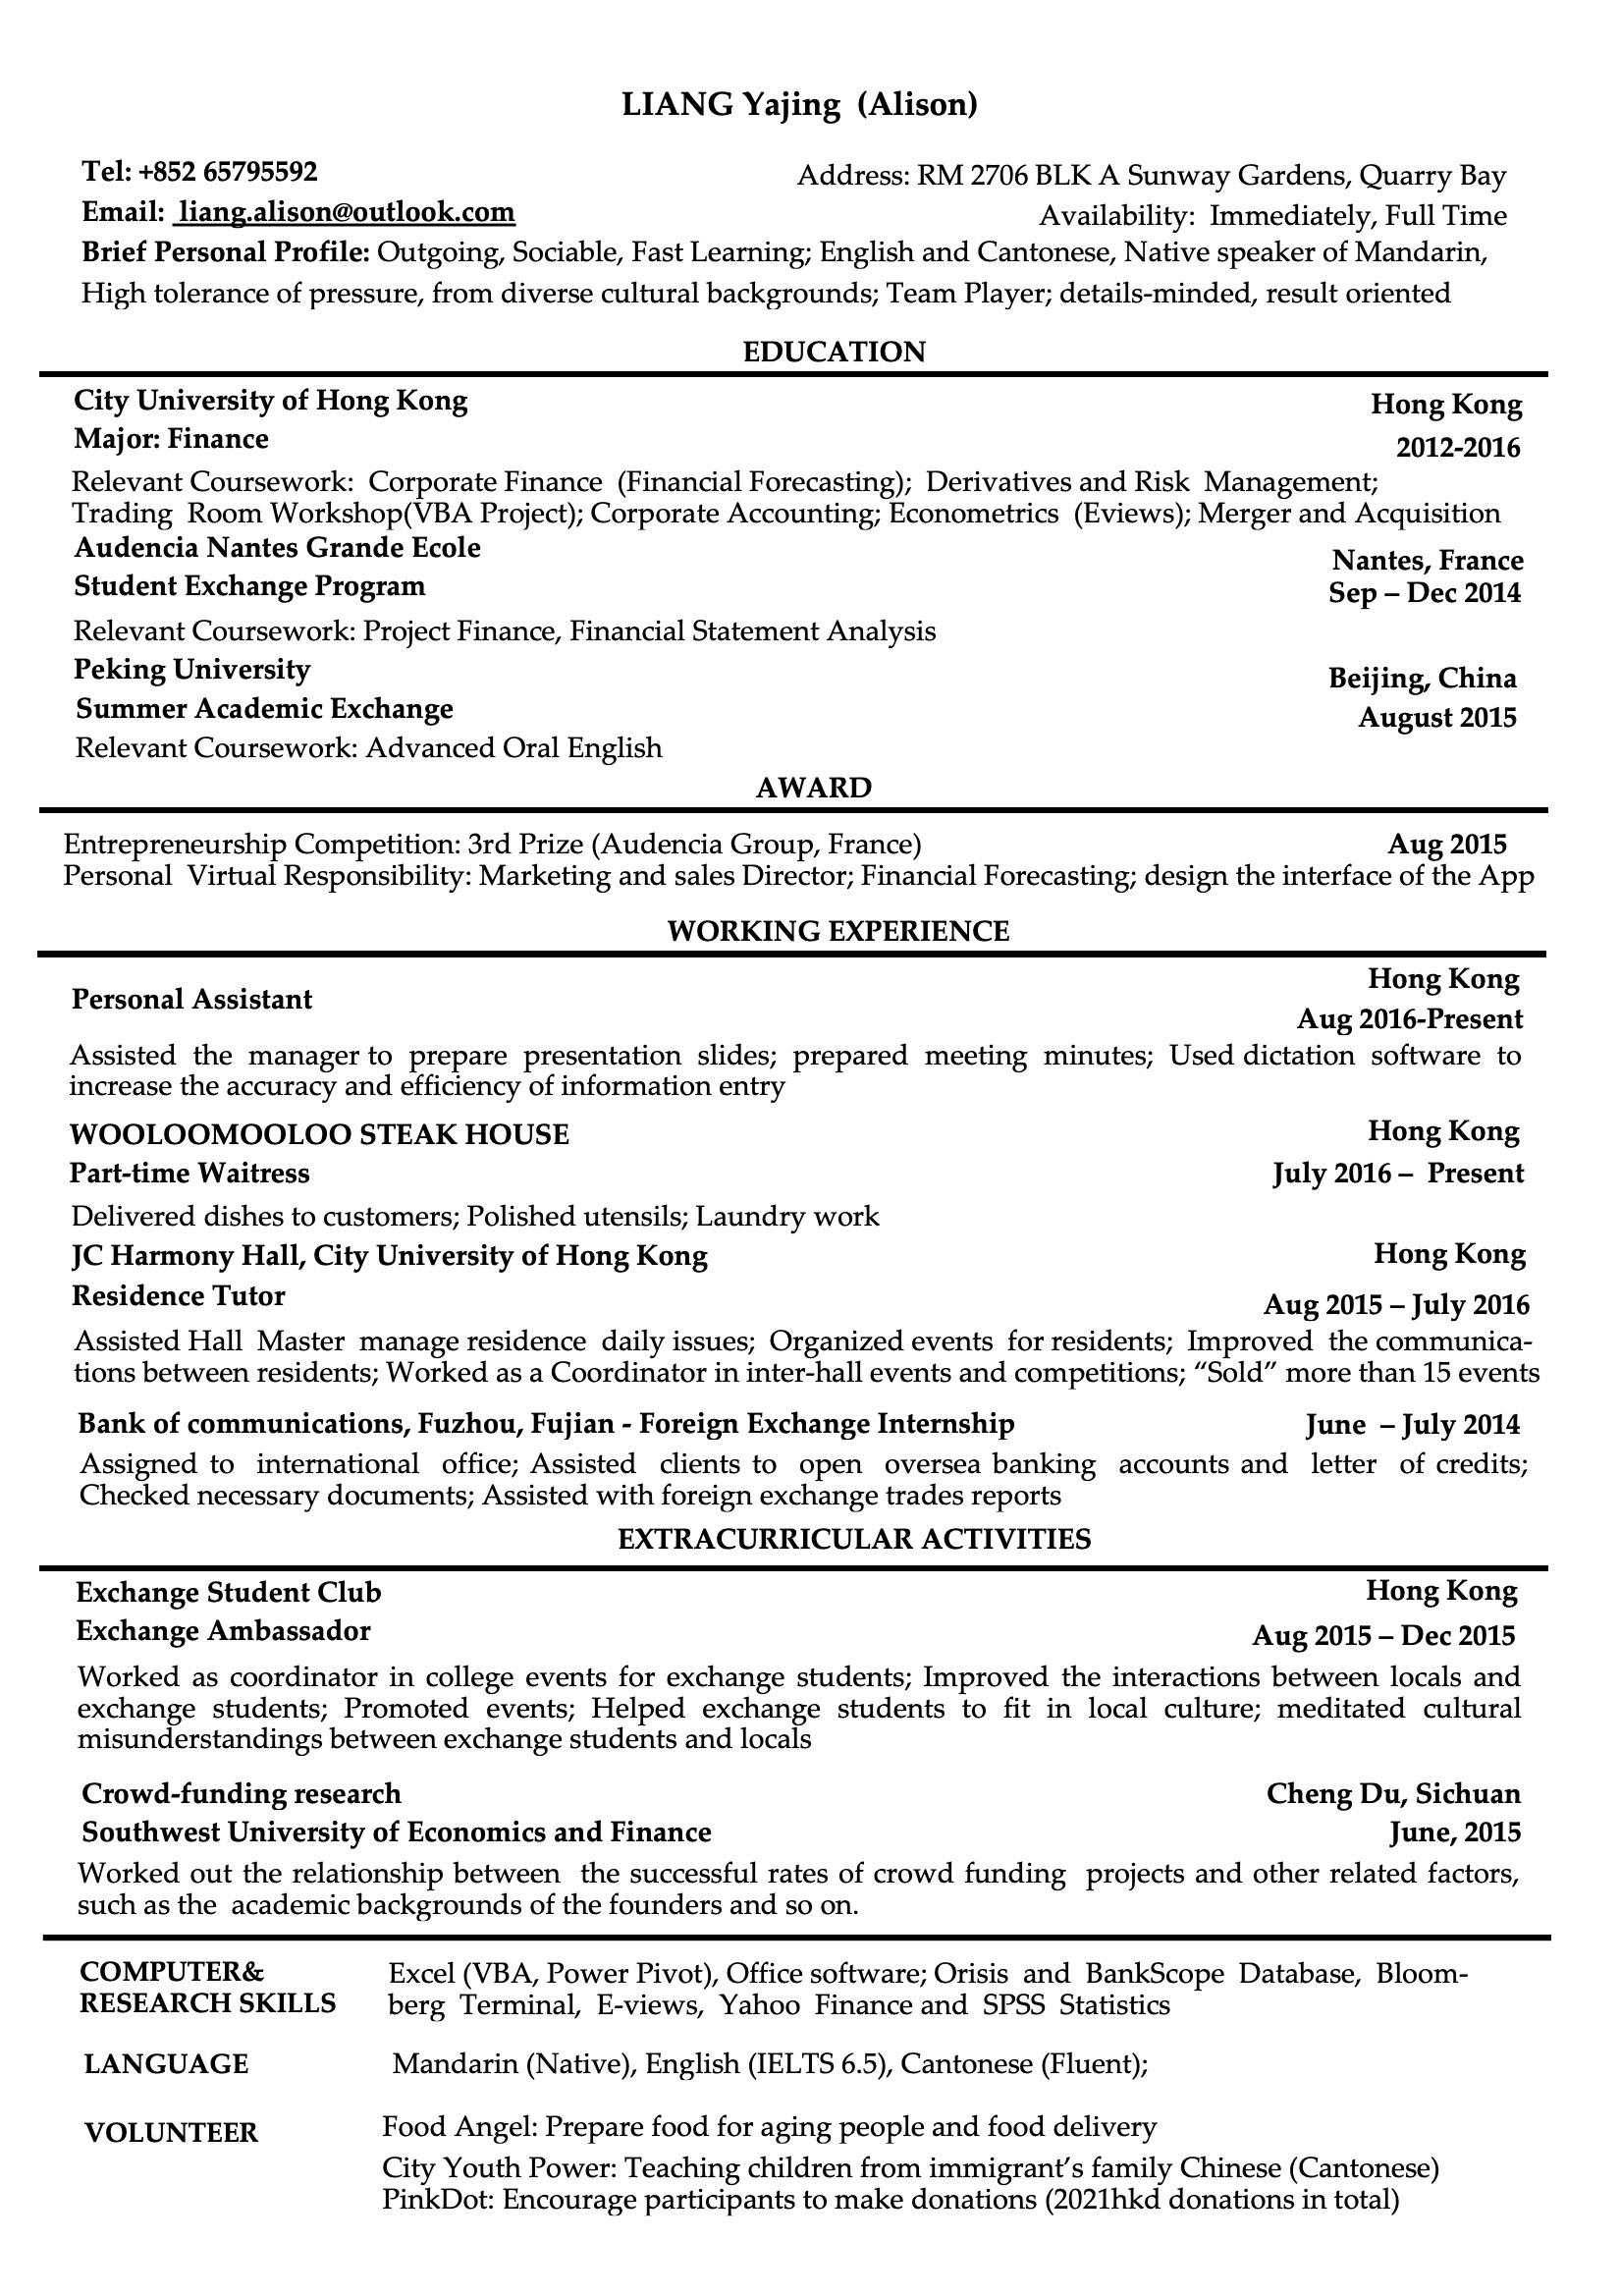 LIANG Yajing (Alison)
Tel: +852 65795592
Address: RM 2706 BLK A Sunway Gardens, Quarry Bay
Email: liang.alison@outlook.com
Availability: Immediately, Full Time
Brief Personal Profile: Outgoing, Sociable, Fast Learning; English and Cantonese, Native speaker of Mandarin,
High tolerance of pressure, from diverse cultural backgrounds; Team Player; details-minded, result oriented
EDUCATION
City University of Hong Kong
Hong Kong
Major: Finance
2012-2016
Relevant Coursework: Corporate Finance (Financial Forecasting); Derivatives and Risk Management;
Trading Room Workshop(VBA Project); Corporate Accounting; Econometrics (Eviews); Merger and Acquisition
Audencia Nantes Grande Ecole
Nantes, France
Student Exchange Program
Sep – Dec 2014
Relevant Coursework: Project Finance, Financial Statement Analysis
Peking University
Beijing, China
Summer Academic Exchange
August 2015
Relevant Coursework: Advanced Oral English
AWARD
Entrepreneurship Competition: 3rd Prize (Audencia Group, France)
Aug 2015
Personal Virtual Responsibility: Marketing and sales Director; Financial Forecasting; design the interface of the App
WORKING EXPERIENCE
Hong Kong
Personal Assistant
Aug 2016-Present
Assisted the manager to prepare presentation slides; prepared meeting minutes; Used dictation software to
increase the accuracy and efficiency of information entry
WOOLOOMOOLOO STEAK HOUSE
Hong Kong
Part-time Waitress
July 2016 – Present
Delivered dishes to customers; Polished utensils; Laundry work
JC Harmony Hall, City University of Hong Kong
Hong Kong
Residence Tutor
Aug 2015 – July 2016
Assisted Hall Master manage residence daily issues; Organized events for residents; Improved the communica-
tions between residents; Worked as a Coordinator in inter-hall events and competitions; “Sold” more than 15 events
Bank of communications, Fuzhou, Fujian - Foreign Exchange Internship
June – July 2014
Assigned to international office; Assisted clients to open oversea banking accounts and letter of credits;
Checked necessary documents; Assisted with foreign exchange trades reports
EXTRACURRICULAR ACTIVITIES
Exchange Student Club
Hong Kong
Exchange Ambassador
Aug 2015 – Dec 2015
Worked as coordinator in college events for exchange students; Improved the interactions between locals and
exchange students; Promoted events; Helped exchange students to fit in local culture; meditated cultural
misunderstandings between exchange students and locals
Crowd-funding research
Cheng Du, Sichuan
Southwest University of Economics and Finance
June, 2015
Worked out the relationship between the successful rates of crowd funding projects and other related factors,
such as the academic backgrounds of the founders and so on.
COMPUTER&
RESEARCH SKILLS
Excel (VBA, Power Pivot), Office software; Orisis and BankScope Database, Bloom-
berg Terminal, E-views, Yahoo Finance and SPSS Statistics
LANGUAGE
Mandarin (Native), English (IELTS 6.5), Cantonese (Fluent);
VOLUNTEER
Food Angel: Prepare food for aging people and food delivery
City Youth Power: Teaching children from immigrant’s family Chinese (Cantonese)
PinkDot: Encourage participants to make donations (2021hkd donations in total)